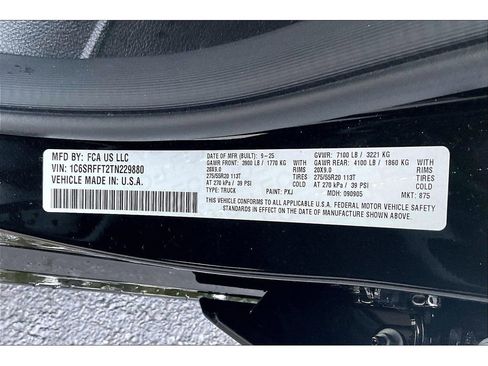 MFD BY: FCA US LLC
VIN: 1C6SRFFT2TN229880
VEHICLE MADE IN: U.S.A.
DATE OF MFR (BUILT): 9-25 GVWR: 7100 LB / 3221 KG
GAWR FRONT: 3900 LB / 1770 KG GAWR REAR: 4100 LB / 1860 KG
20X9.0 RIMS 20X9.0 RIMS
275/55R20 113T TIRES 275/55R20 113T TIRES
AT 270 kPa / 39 PSI COLD AT 270 kPa / 39 PSI COLD
TYPE: TRUCK PAINT: PXJ MDH: 090905 MKT: 875
THIS VEHICLE CONFORMS TO ALL APPLICABLE U.S.A. FEDERAL MOTOR VEHICLE SAFETY
STANDARDS IN EFFECT ON THE DATE OF MANUFACTURE SHOWN ABOVE.